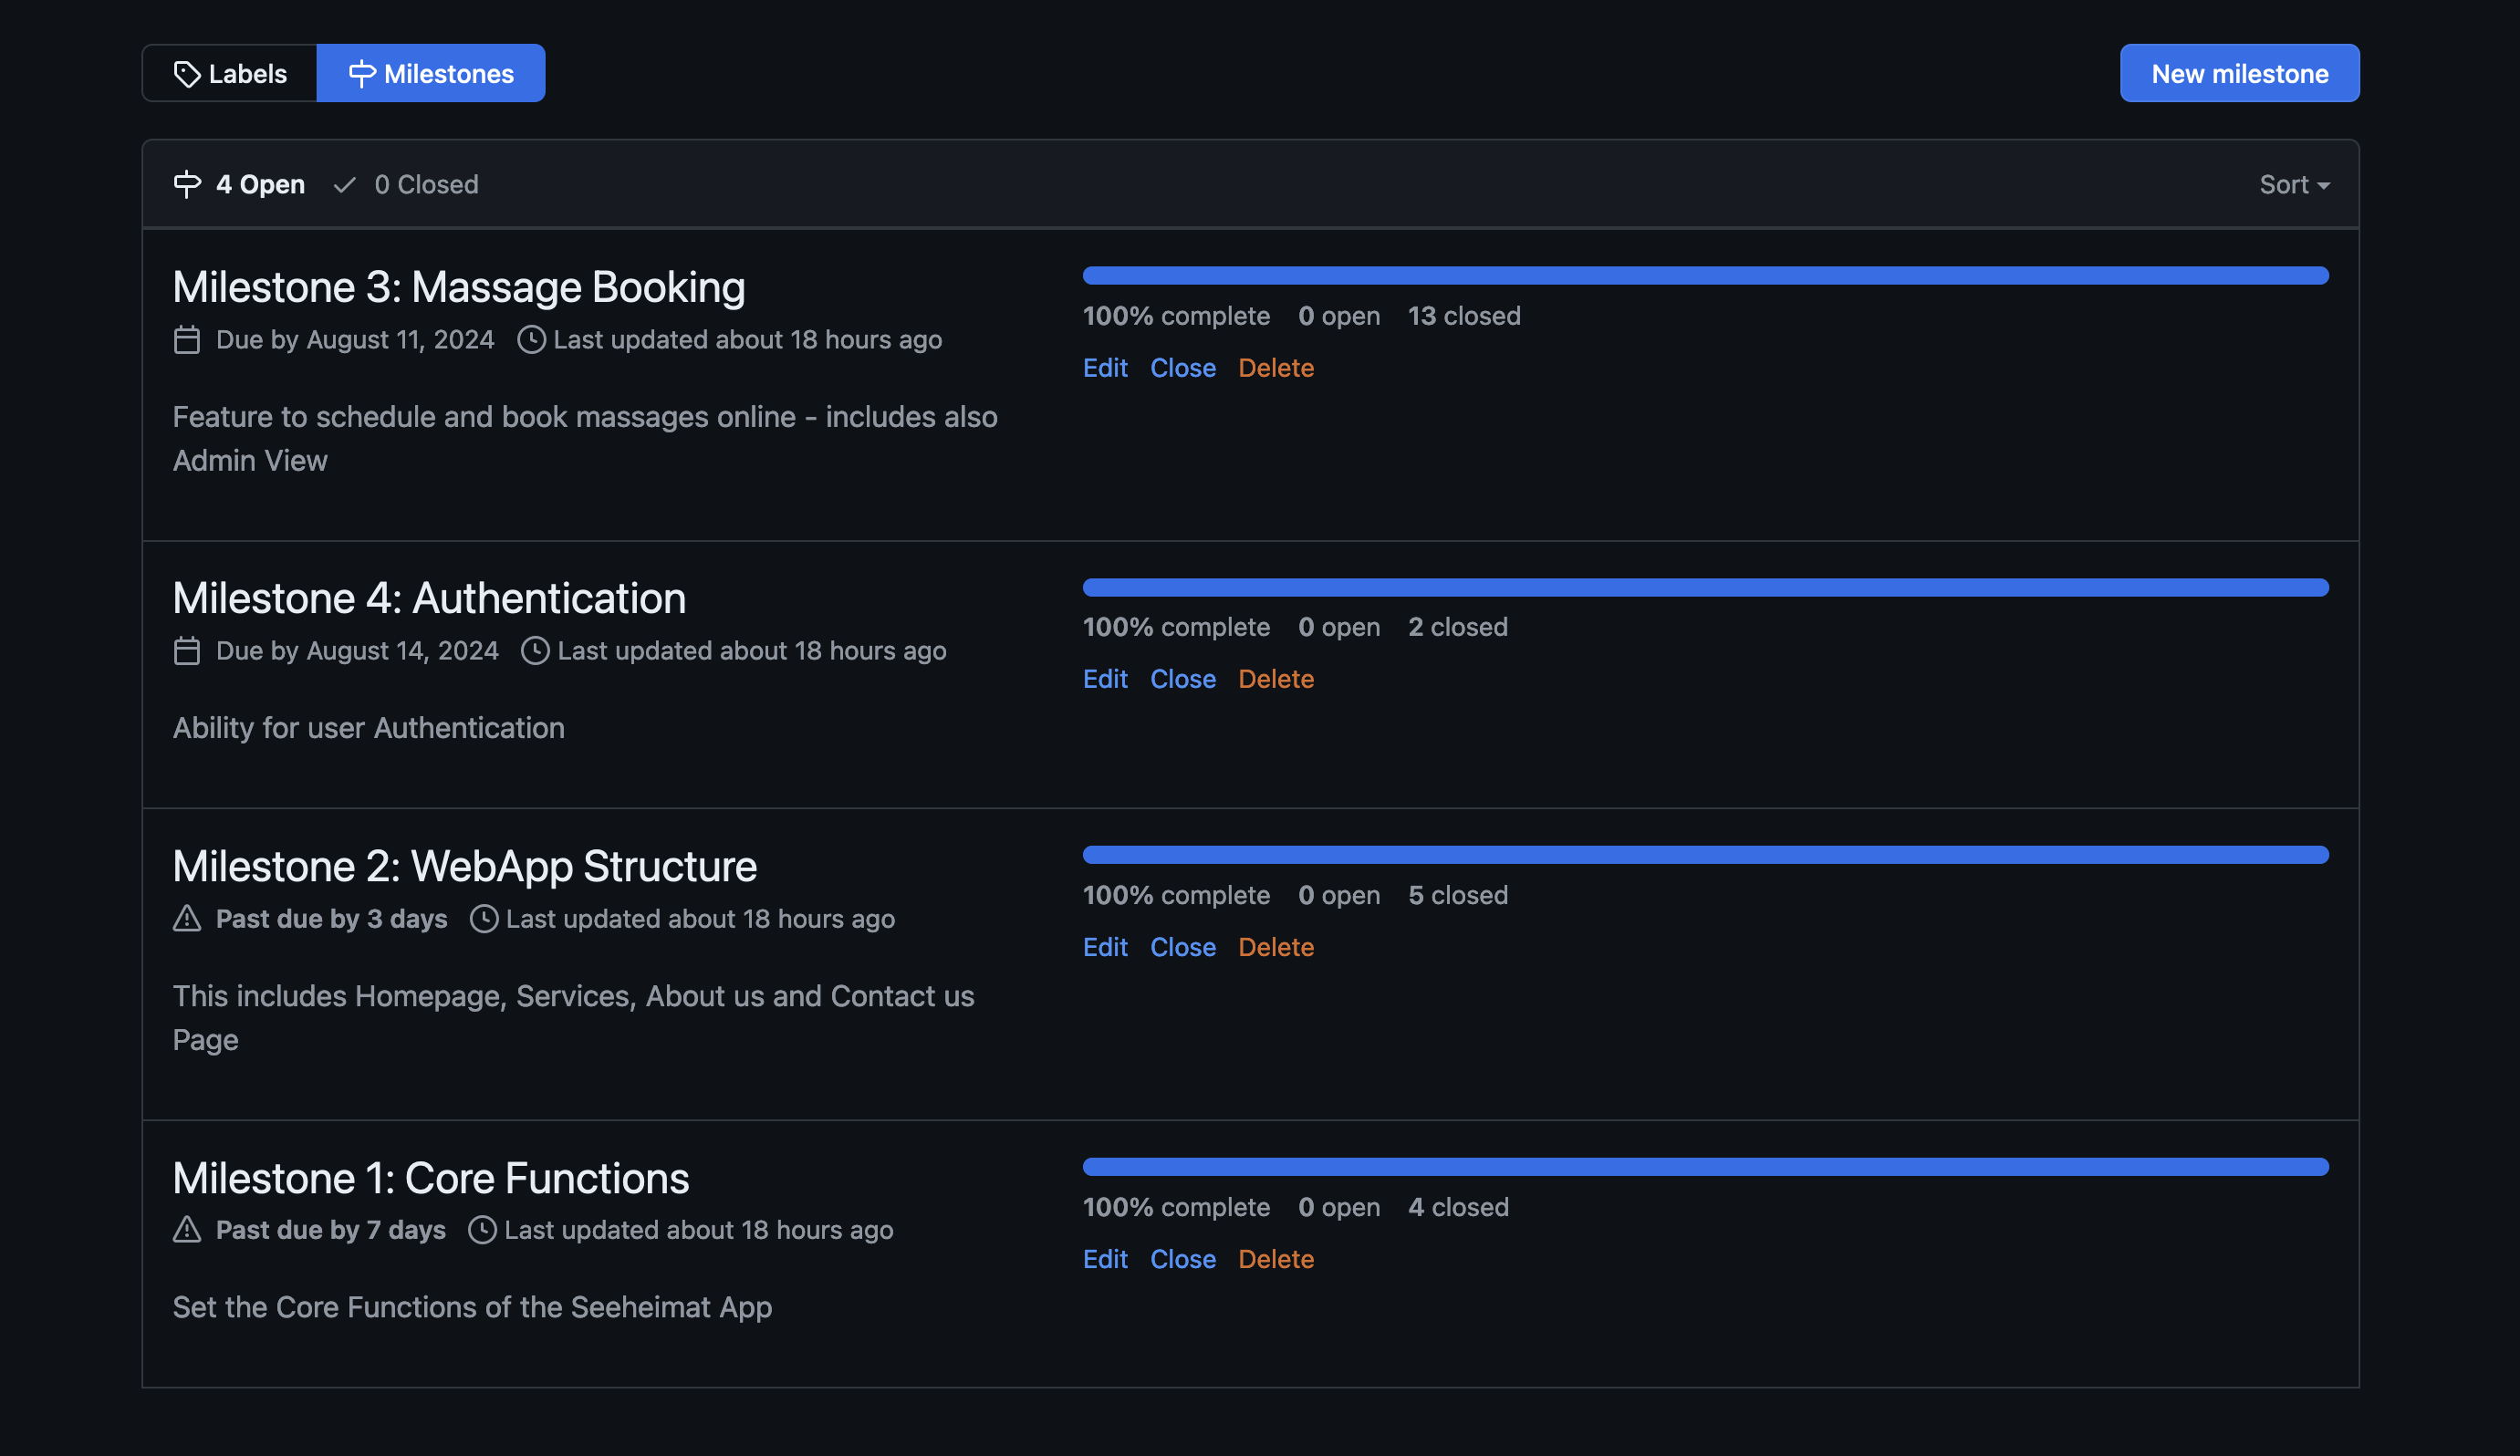 Labels
Milestones
New milestone
4 Open
0 Closed
Sort
Milestone 3: Massage Booking
Due by August 11, 2024
Last updated about 18 hours ago
Feature to schedule and book massages online - includes also
Admin View
100% complete 0 open 13 closed
Edit Close Delete
Milestone 4: Authentication
Due by August 14, 2024
Last updated about 18 hours ago
Ability for user Authentication
100% complete 0 open 2 closed
Edit Close Delete
Milestone 2: WebApp Structure
Past due by 3 days
Last updated about 18 hours ago
This includes Homepage, Services, About us and Contact us
Page
100% complete 0 open 5 closed
Edit Close Delete
Milestone 1: Core Functions
Past due by 7 days
Last updated about 18 hours ago
Set the Core Functions of the Seeheimat App
100% complete 0 open 4 closed
Edit Close Delete